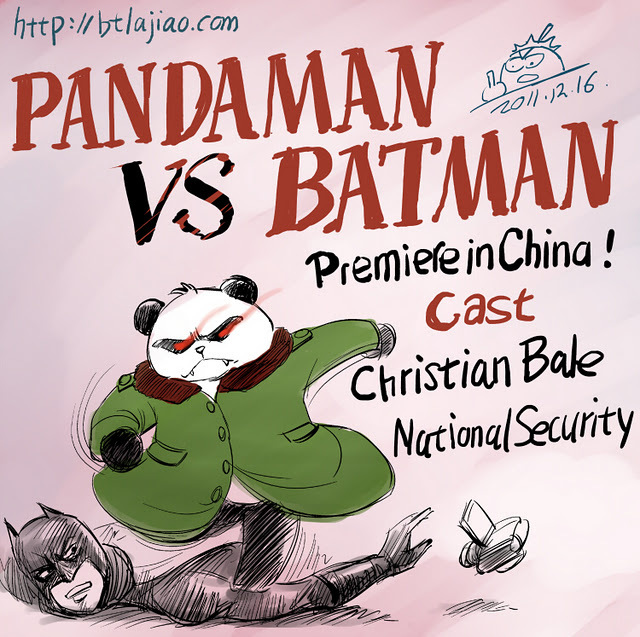 http://btlajiao.com
PANDAMAN
2011.12.16.
VS BATMAN
Premiere in China!
Cast
Christian Bale
National Security